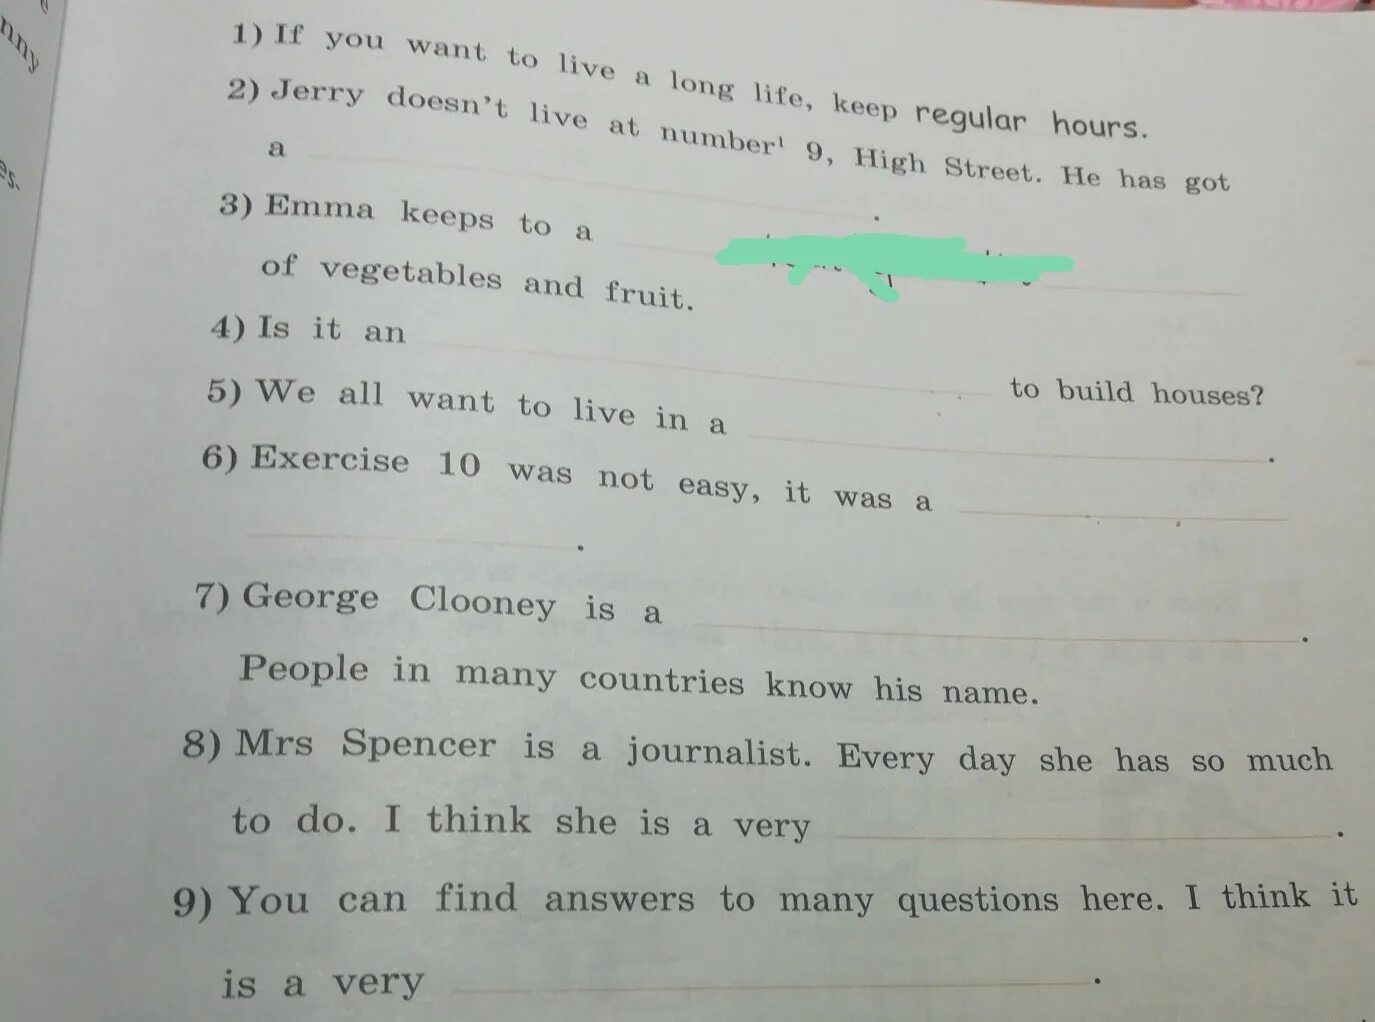 nny
es-
1) If you want to live a long life, keep regular hours.
2) Jerry doesn't live at number¹ 9, High Street. He has got
a .
3) Emma keeps to a
of vegetables and fruit.
4) Is it an to build houses?
5) We all want to live in a .
6) Exercise 10 was not easy, it was a
.
7) George Clooney is a .
People in many countries know his name.
8) Mrs Spencer is a journalist. Every day she has so much
to do. I think she is a very .
9) You can find answers to many questions here. I think it
is a very .